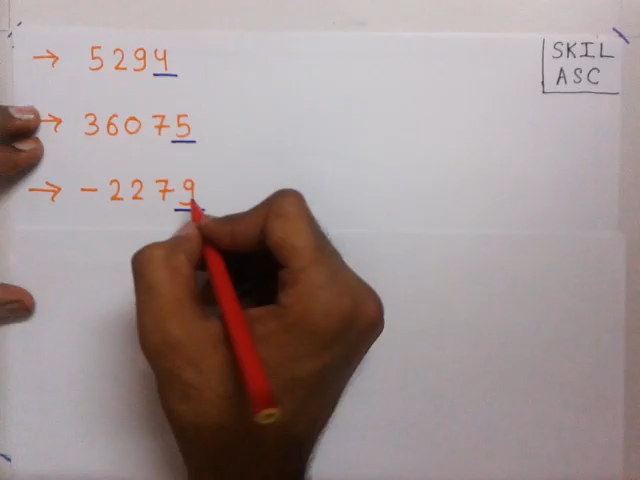 → 5294
→ 36075
→ -2279
SKIL
ASC